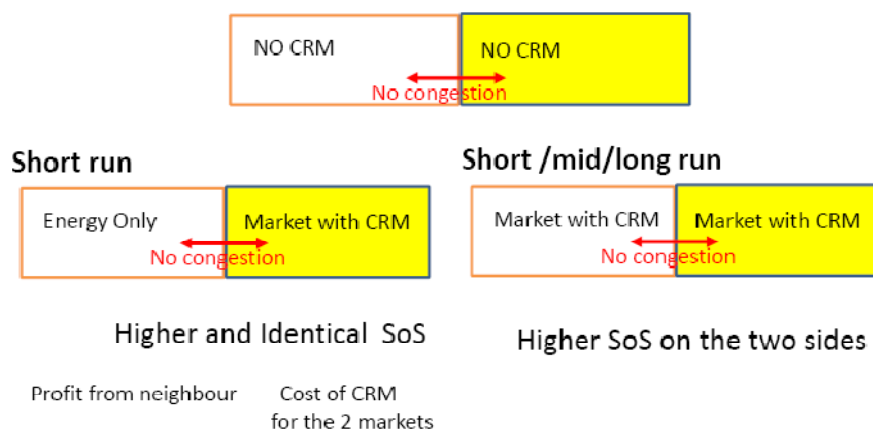 NO CRM
NO CRM
No congestion
Short run
Short /mid/long run
Energy Only
Market with CRM
No congestion
Market with CRM
Market with CRM
No congestion
Higher and Identical SoS
Higher SoS on the two sides
Profit from neighbour
Cost of CRM
for the 2 markets